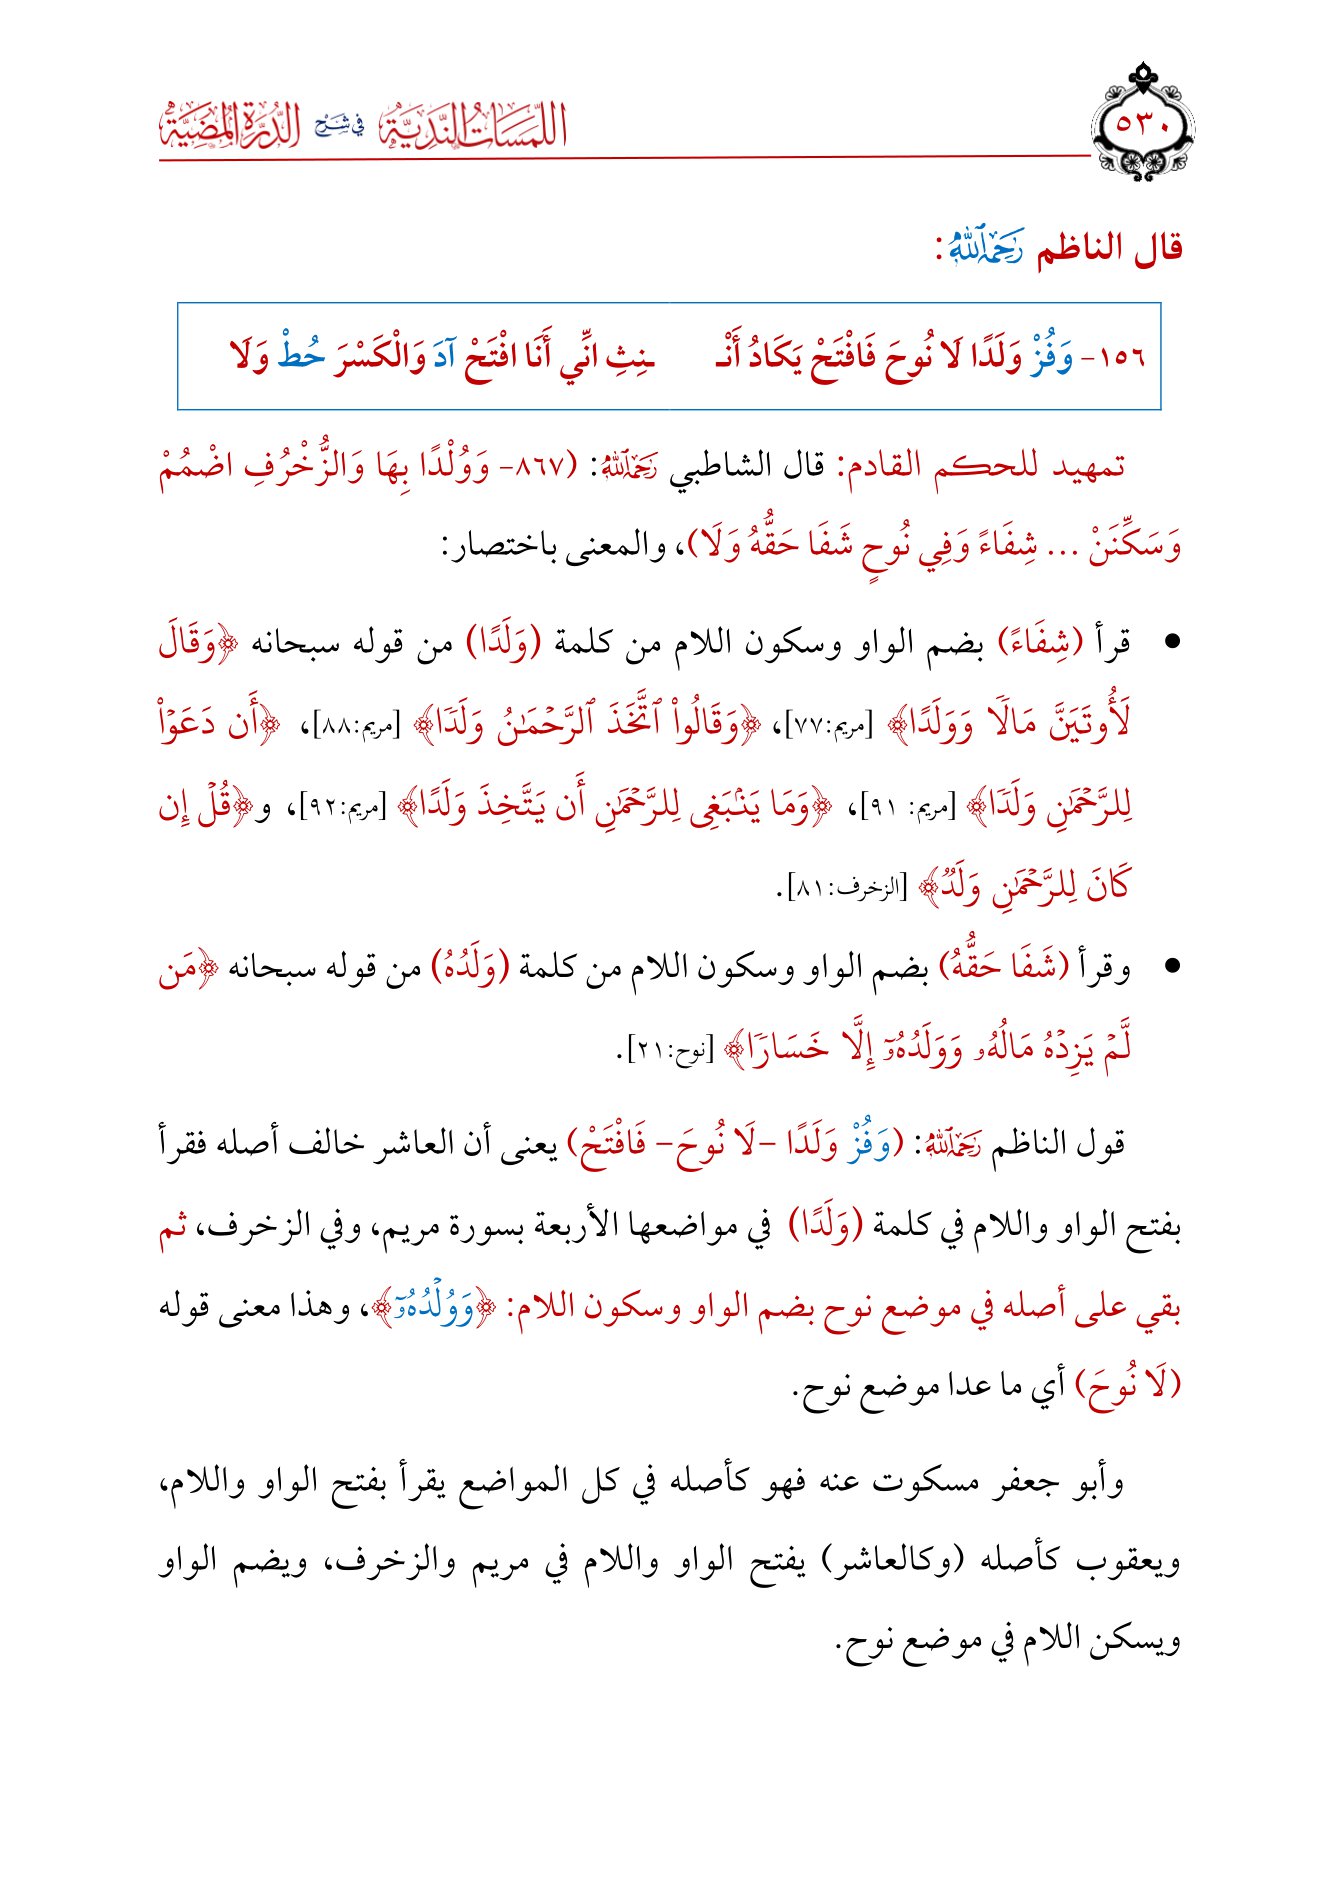 ٥٣٠
اللمسات الندية في شرح الدرة المضية
قال الناظم رَحِمَهُ ٱللَّهُ:
١٥٦- وَفُزْ وَلَدًا لَا نُوحَ فَافْتَحْ يَكَادُ أَنْـ ـنِثِ انِّي أَنَا افْتَحْ آدَ وَالْكَسْرَ حُطْ وَلَا
تمهيد للحكم القادم: قال الشاطبي رَحِمَهُ ٱللَّهُ: (٨٦٧- وَوُلْدًا بِهَا وَالزُّخْرُفِ اضْمُمْ
وَسَكِّنَنْ ... شِفَاءً وَفِي نُوحٍ شَفَا حَقُّهُ وَلَا)، والمعنى باختصار:
• قرأ (شِفَاءً) بضم الواو وسكون اللام من كلمة (وَلَدًا) من قوله سبحانه ﴿وَقَالَ
لَأُوتَيَنَّ مَالٗا وَوَلَدًا﴾ [مريم:٧٧]، ﴿وَقَالُواْ ٱتَّخَذَ ٱلرَّحۡمَٰنُ وَلَدٗا﴾ [مريم:٨٨]، ﴿أَن دَعَوۡاْ
لِلرَّحۡمَٰنِ وَلَدٗا﴾ [مريم: ٩١]، ﴿وَمَا يَنۢبَغِي لِلرَّحۡمَٰنِ أَن يَتَّخِذَ وَلَدًا﴾ [مريم:٩٢]، و﴿قُلۡ إِن
كَانَ لِلرَّحۡمَٰنِ وَلَدٞ﴾ [الزخرف:٨١].
• وقرأ (شَفَا حَقُّهُ) بضم الواو وسكون اللام من كلمة (وَلَدُهُ) من قوله سبحانه ﴿مَن
لَّمۡ يَزِدۡهُ مَالُهُۥ وَوَلَدُهُۥٓ إِلَّا خَسَارٗا﴾ [نوح:٢١].
قول الناظم رَحِمَهُ ٱللَّهُ: (وَفُزْ وَلَدًا -لَا نُوحَ- فَافْتَحْ) يعنى أن العاشر خالف أصله فقرأ
بفتح الواو واللام في كلمة (وَلَدًا) في مواضعها الأربعة بسورة مريم، وفي الزخرف، ثم
بقي على أصله في موضع نوح بضم الواو وسكون اللام: ﴿وَوُلۡدُهُۥٓ﴾، وهذا معنى قوله
(لَا نُوحَ) أي ما عدا موضع نوح.
وأبو جعفر مسكوت عنه فهو كأصله في كل المواضع يقرأ بفتح الواو واللام،
ويعقوب كأصله (وكالعاشر) يفتح الواو واللام في مريم والزخرف، ويضم الواو
ويسكن اللام في موضع نوح.